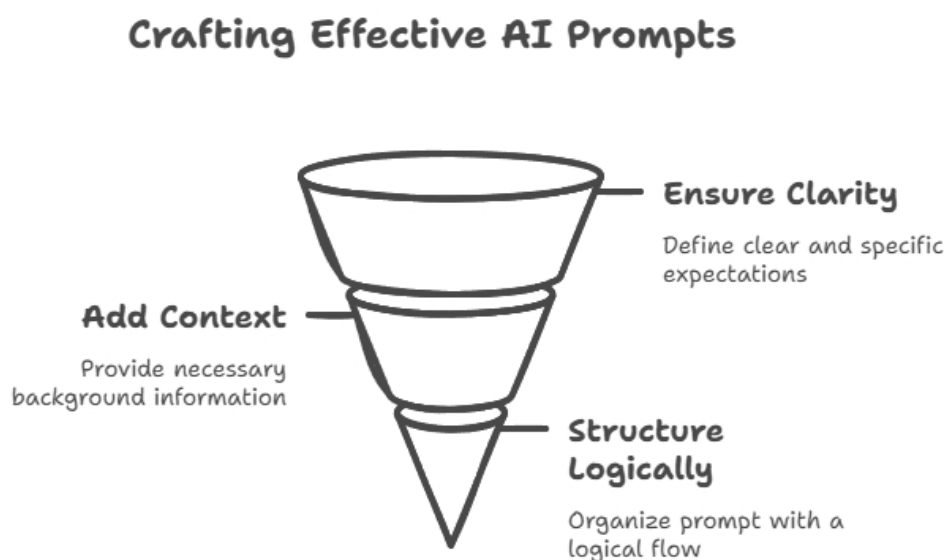 Crafting Effective AI Prompts
Ensure Clarity
Define clear and specific
expectations
Add Context
Provide necessary
background information
Structure
Logically
Organize prompt with a
logical flow